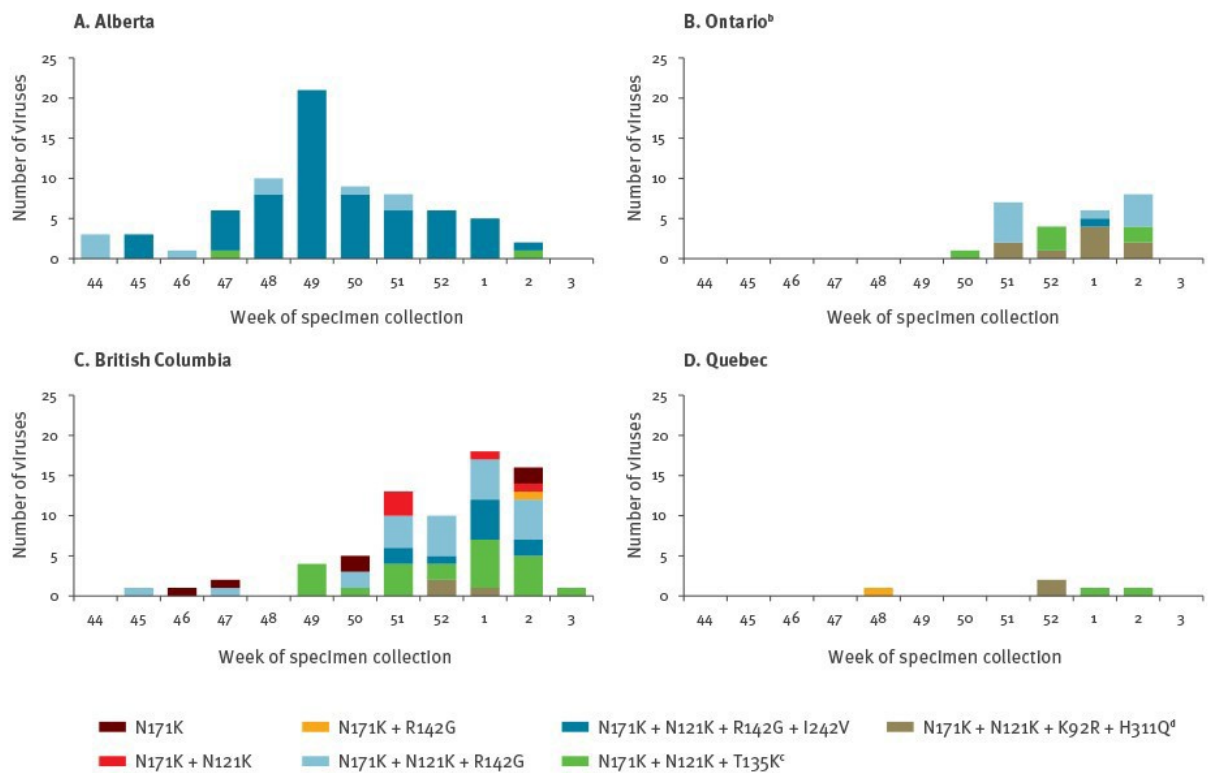 A. Alberta
Number of viruses
25
20
15
10
5
0
44 45 46 47 48 49 50 51 52 1 2 3
Week of specimen collection
B. Ontarioᵇ
Number of viruses
25
20
15
10
5
0
44 45 46 47 48 49 50 51 52 1 2 3
Week of specimen collection
C. British Columbia
Number of viruses
25
20
15
10
5
0
44 45 46 47 48 49 50 51 52 1 2 3
Week of specimen collection
D. Quebec
Number of viruses
25
20
15
10
5
0
44 45 46 47 48 49 50 51 52 1 2 3
Week of specimen collection
N171K
N171K + R142G
N171K + N121K + R142G + I242V
N171K + N121K + K92R + H311Qᵈ
N171K + N121K
N171K + N121K + R142G
N171K + N121K + T135Kᶜ